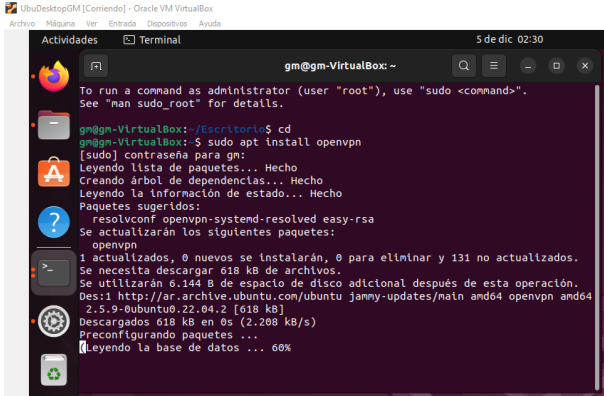 UbuDesktopGM [Corriendo] - Oracle VM VirtualBox
Archivo Máquina Ver Entrada Dispositivos Ayuda
Actividades Terminal 5 de dic 02:30
gm@gm-VirtualBox: ~
To run a command as administrator (user "root"), use "sudo <command>".
See "man sudo_root" for details.
gm@gm-VirtualBox:~/Escritorio$ cd
gm@gm-VirtualBox:~$ sudo apt install openvpn
[sudo] contraseña para gm:
Leyendo lista de paquetes... Hecho
Creando árbol de dependencias... Hecho
Leyendo la información de estado... Hecho
Paquetes sugeridos:
  resolvconf openvpn-systemd-resolved easy-rsa
Se actualizarán los siguientes paquetes:
  openvpn
1 actualizados, 0 nuevos se instalarán, 0 para eliminar y 131 no actualizados.
Se necesita descargar 618 kB de archivos.
Se utilizarán 6.144 B de espacio de disco adicional después de esta operación.
Des:1 http://ar.archive.ubuntu.com/ubuntu jammy-updates/main amd64 openvpn amd64
 2.5.9-0ubuntu0.22.04.2 [618 kB]
Descargados 618 kB en 0s (2.208 kB/s)
Preconfigurando paquetes ...
(Leyendo la base de datos ... 60%